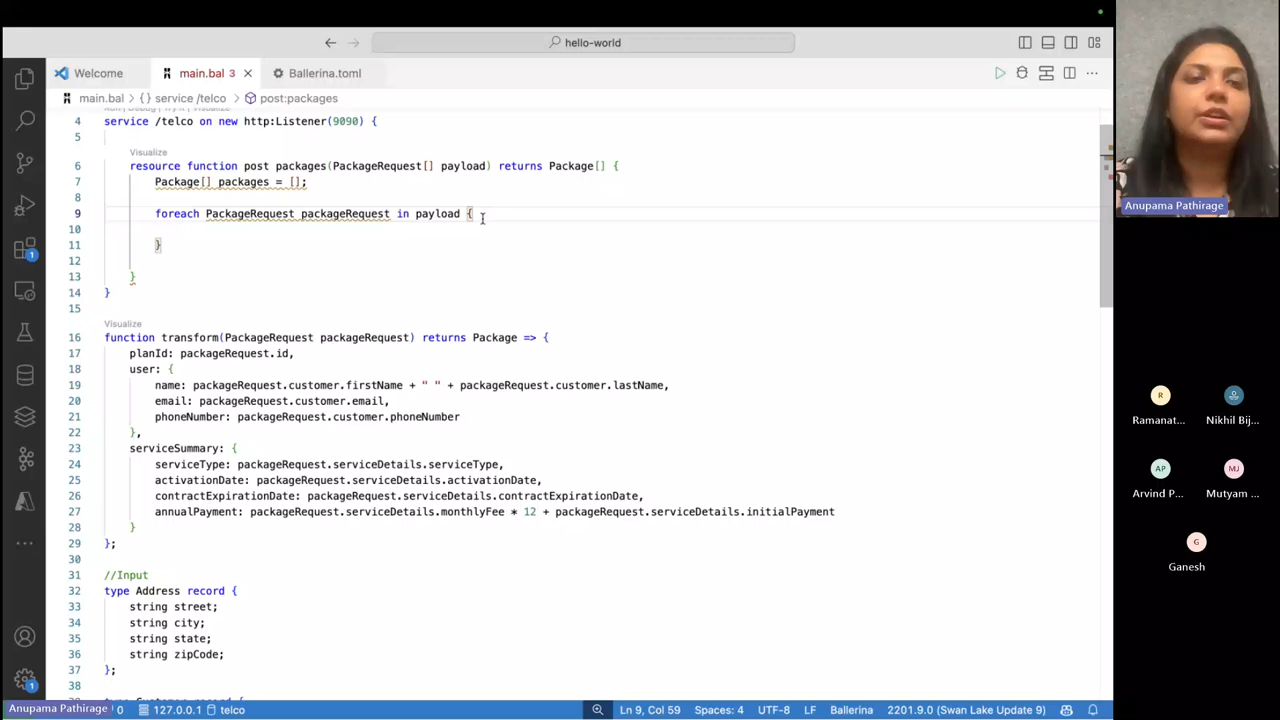 hello-world
Welcome
main.bal 3
Ballerina.toml
main.bal > {} service /telco > post:packages
4 service /telco on new http:Listener(9090) {
5
Visualize
6 resource function post packages(PackageRequest[] payload) returns Package[] {
7 Package[] packages = [];
8
9 foreach PackageRequest packageRequest in payload {
10
11 }
12
13 }
14 }
15
Visualize
16 function transform(PackageRequest packageRequest) returns Package => {
17 planId: packageRequest.id,
18 user: {
19 name: packageRequest.customer.firstName + " " + packageRequest.customer.lastName,
20 email: packageRequest.customer.email,
21 phoneNumber: packageRequest.customer.phoneNumber
22 },
23 serviceSummary: {
24 serviceType: packageRequest.serviceDetails.serviceType,
25 activationDate: packageRequest.serviceDetails.activationDate,
26 contractExpirationDate: packageRequest.serviceDetails.contractExpirationDate,
27 annualPayment: packageRequest.serviceDetails.monthlyFee * 12 + packageRequest.serviceDetails.initialPayment
28 }
29 };
30
31 //Input
32 type Address record {
33 string street;
34 string city;
35 string state;
36 string zipCode;
37 };
38
1
1
Anupama Pathirage
0 127.0.0.1 telco
Ln 9, Col 59 Spaces: 4 UTF-8 LF Ballerina 2201.9.0 (Swan Lake Update 9)
Anupama Pathirage
R
Ramanat...
Nikhil Bij...
AP
Arvind P...
MJ
Mutyam ...
G
Ganesh